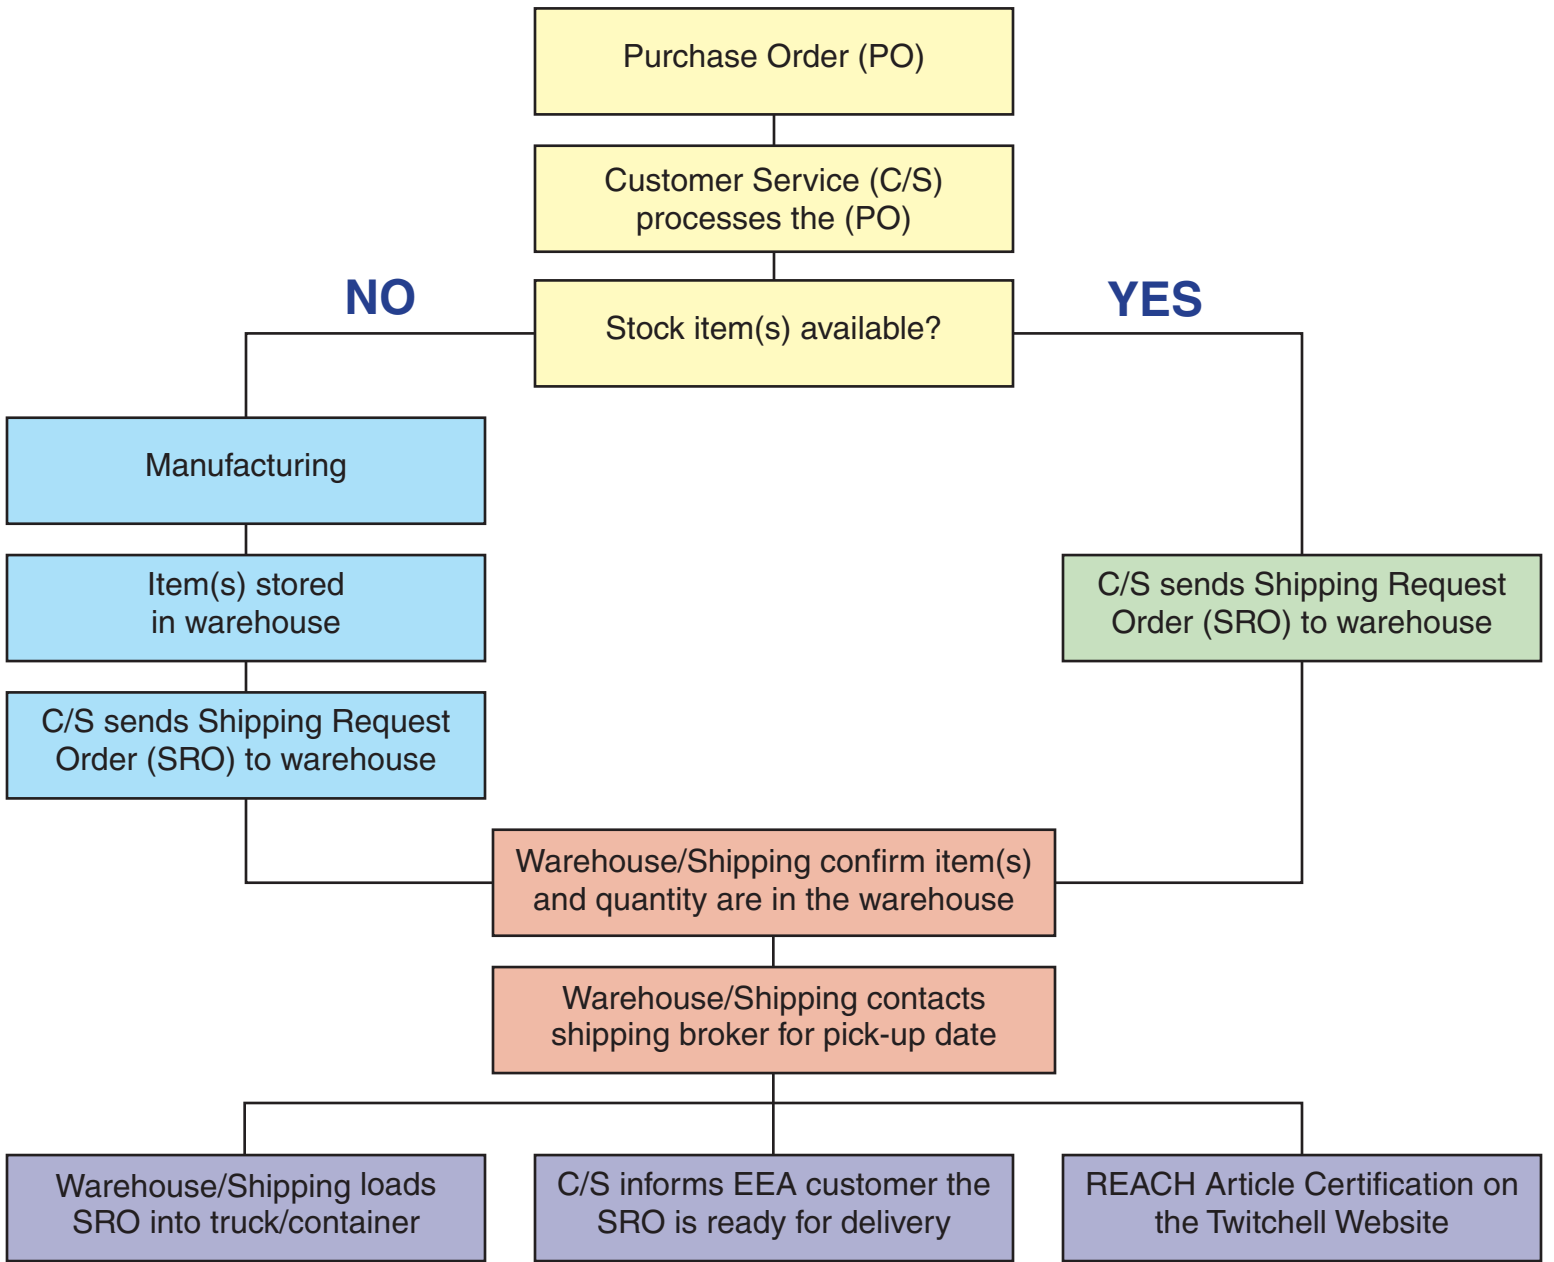 Purchase Order (PO)
Customer Service (C/S)
processes the (PO)
NO
YES
Stock item(s) available?
Manufacturing
Item(s) stored
in warehouse
C/S sends Shipping Request
Order (SRO) to warehouse
C/S sends Shipping Request
Order (SRO) to warehouse
Warehouse/Shipping confirm item(s)
and quantity are in the warehouse
Warehouse/Shipping contacts
shipping broker for pick-up date
Warehouse/Shipping loads
SRO into truck/container
C/S informs EEA customer the
SRO is ready for delivery
REACH Article Certification on
the Twitchell Website